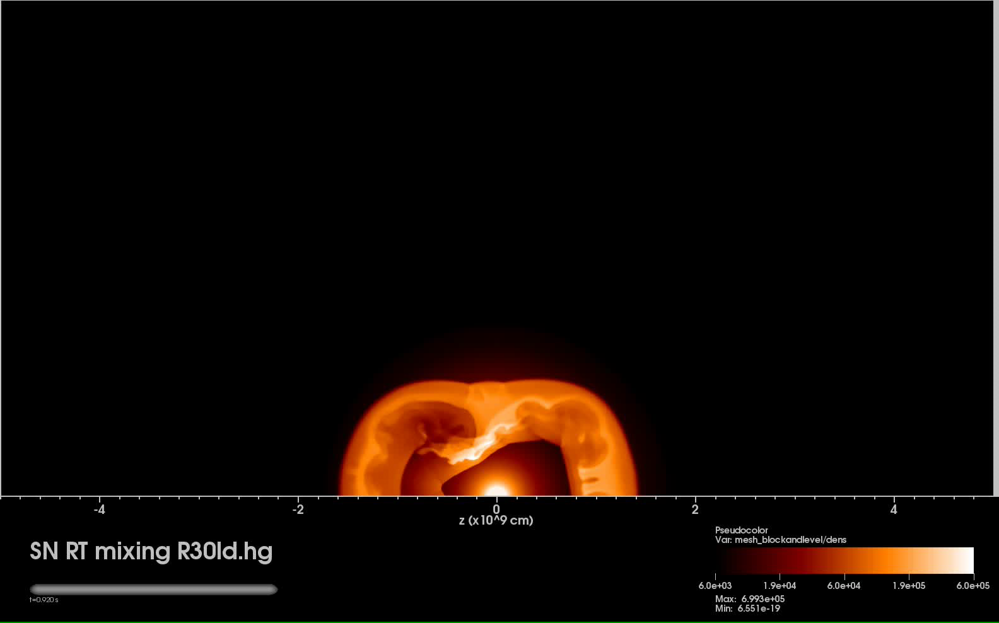 -4 -2 0 2 4
z (x10^9 cm)
Pseudocolor
Var: mesh_blockandlevel/dens
SN RT mixing R30ld.hg
6.0e+03 1.9e+04 6.0e+04 1.9e+05 6.0e+05
t=0.920 s
Max: 6.993e+05
Min: 6.551e-19